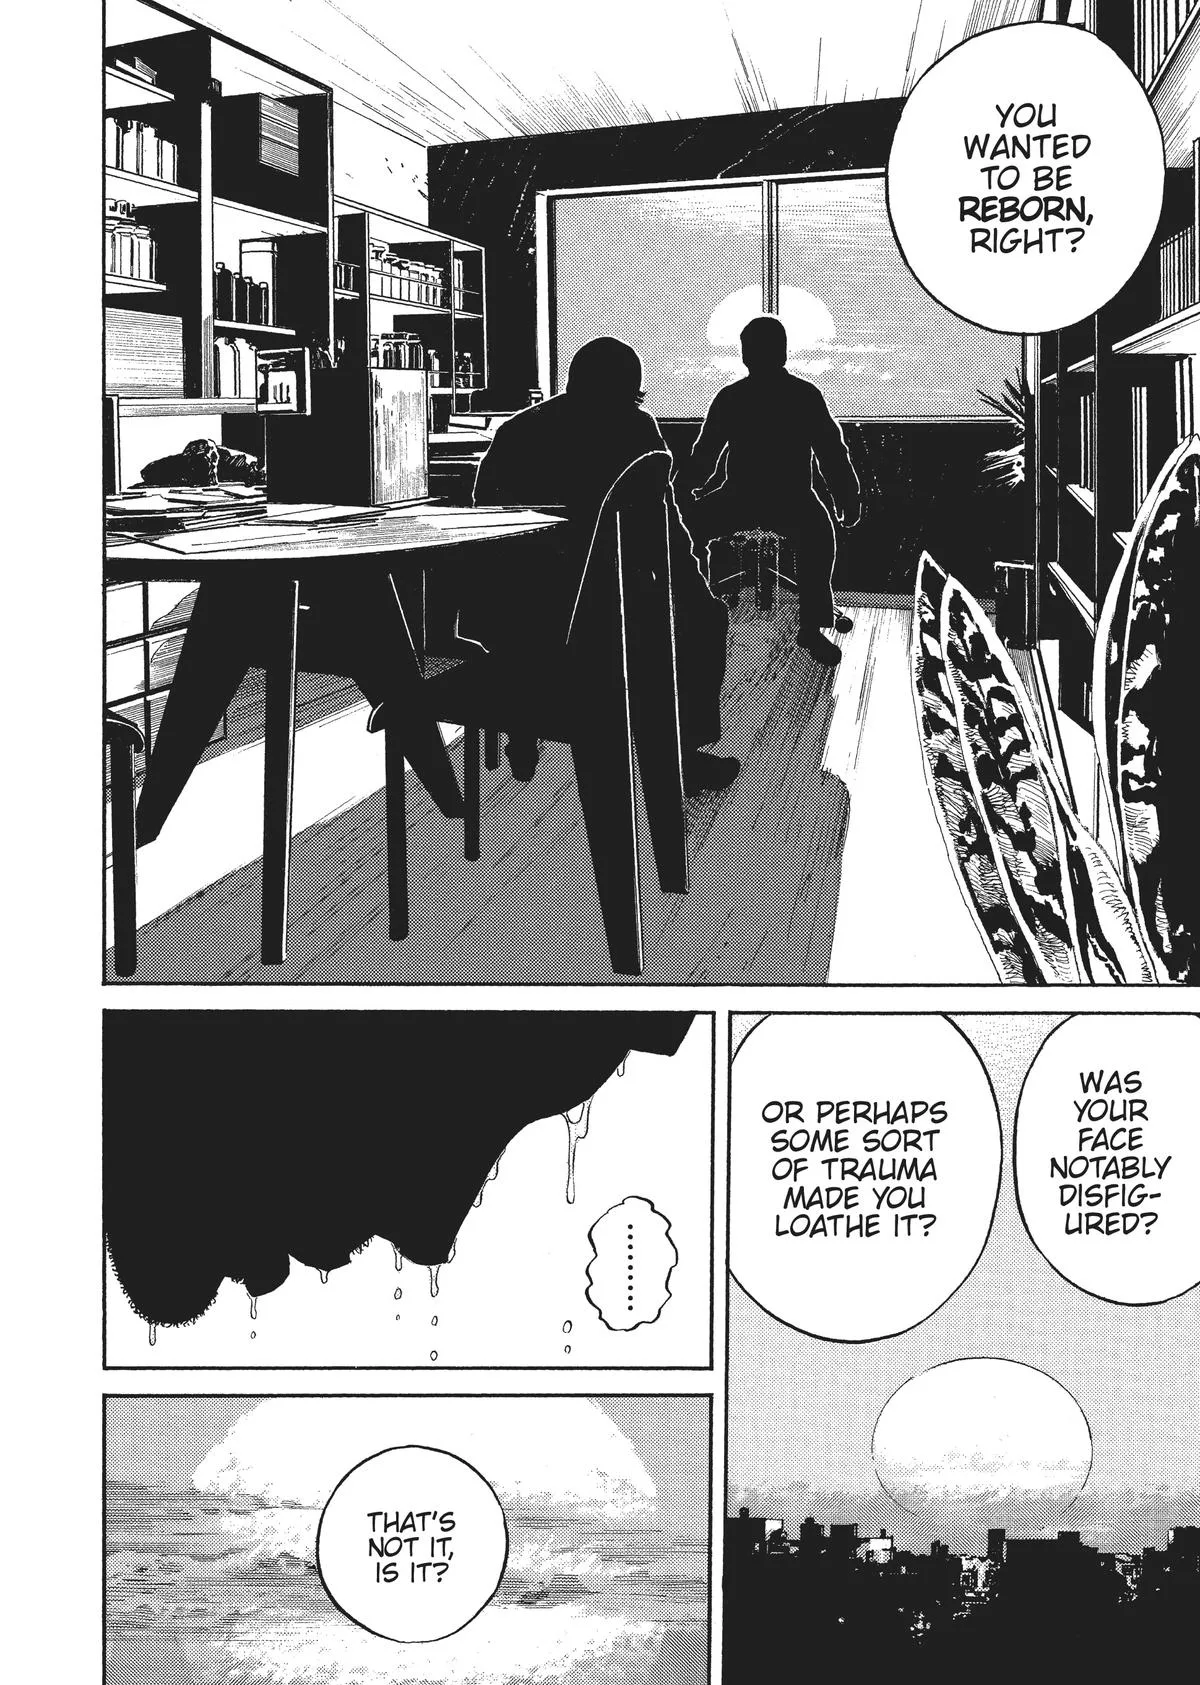 YOU
WANTED
TO BE
REBORN,
RIGHT?
WAS
YOUR
FACE
NOTABLY
DISFIG-
URED?
OR PERHAPS
SOME SORT
OF TRAUMA
MADE YOU
LOATHE IT?
........
THAT'S
NOT IT,
IS IT?